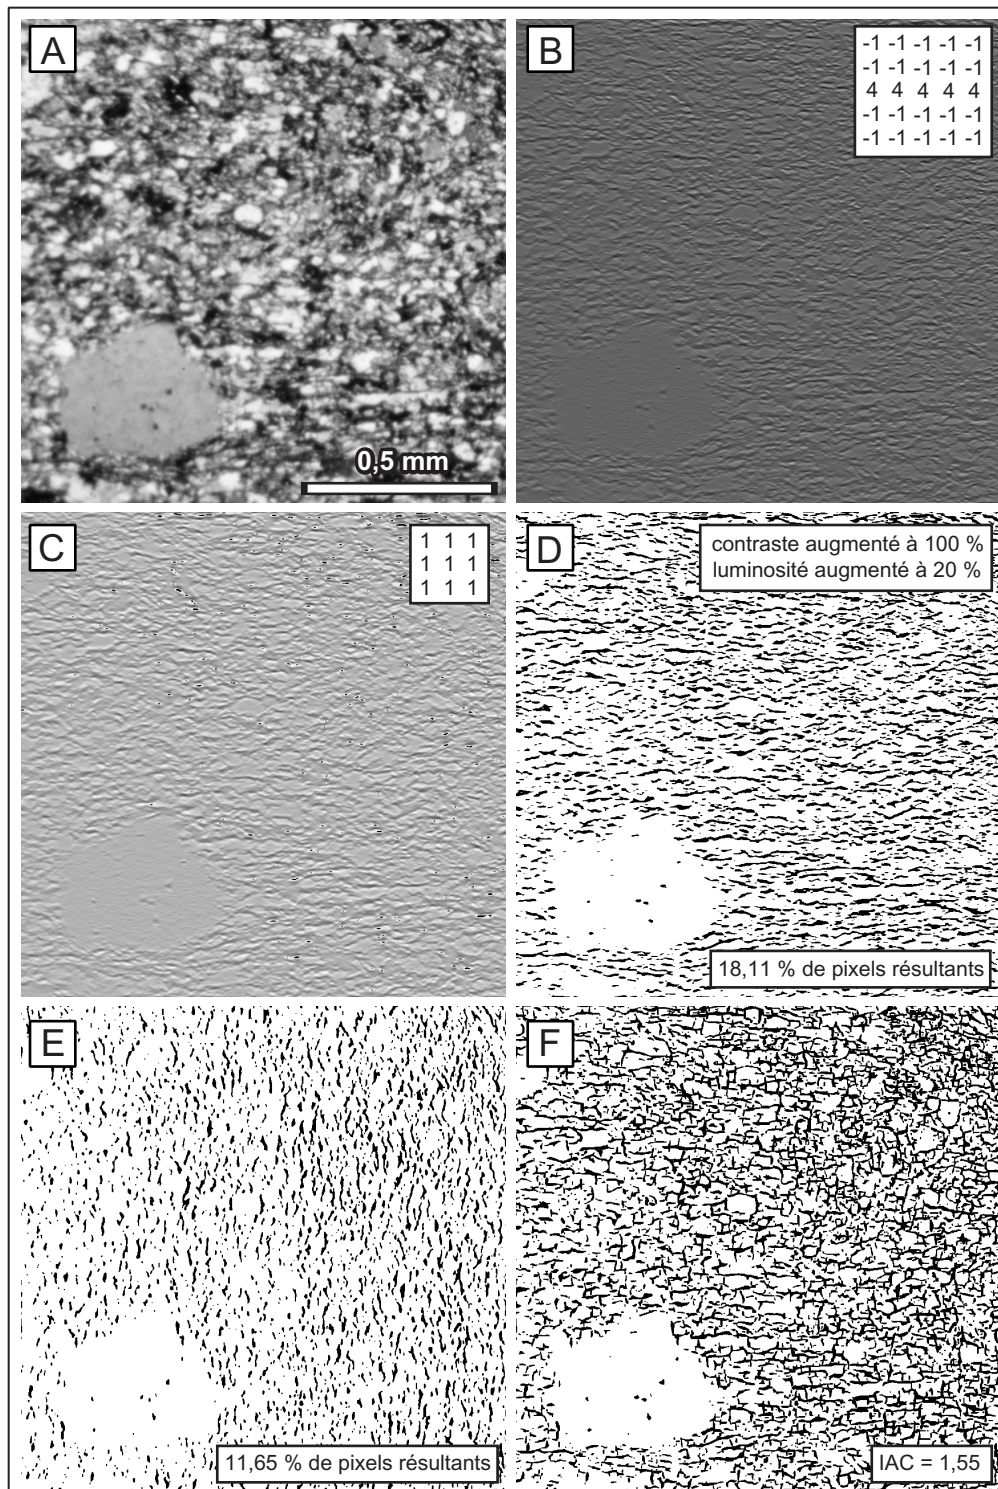 A
0,5 mm
B
-1 -1 -1 -1 -1
-1 -1 -1 -1 -1
4 4 4 4 4
-1 -1 -1 -1 -1
-1 -1 -1 -1 -1
C
1 1 1
1 1 1
1 1 1
D
contraste augmenté à 100 %
luminosité augmenté à 20 %
18,11 % de pixels résultants
E
11,65 % de pixels résultants
F
IAC = 1,55